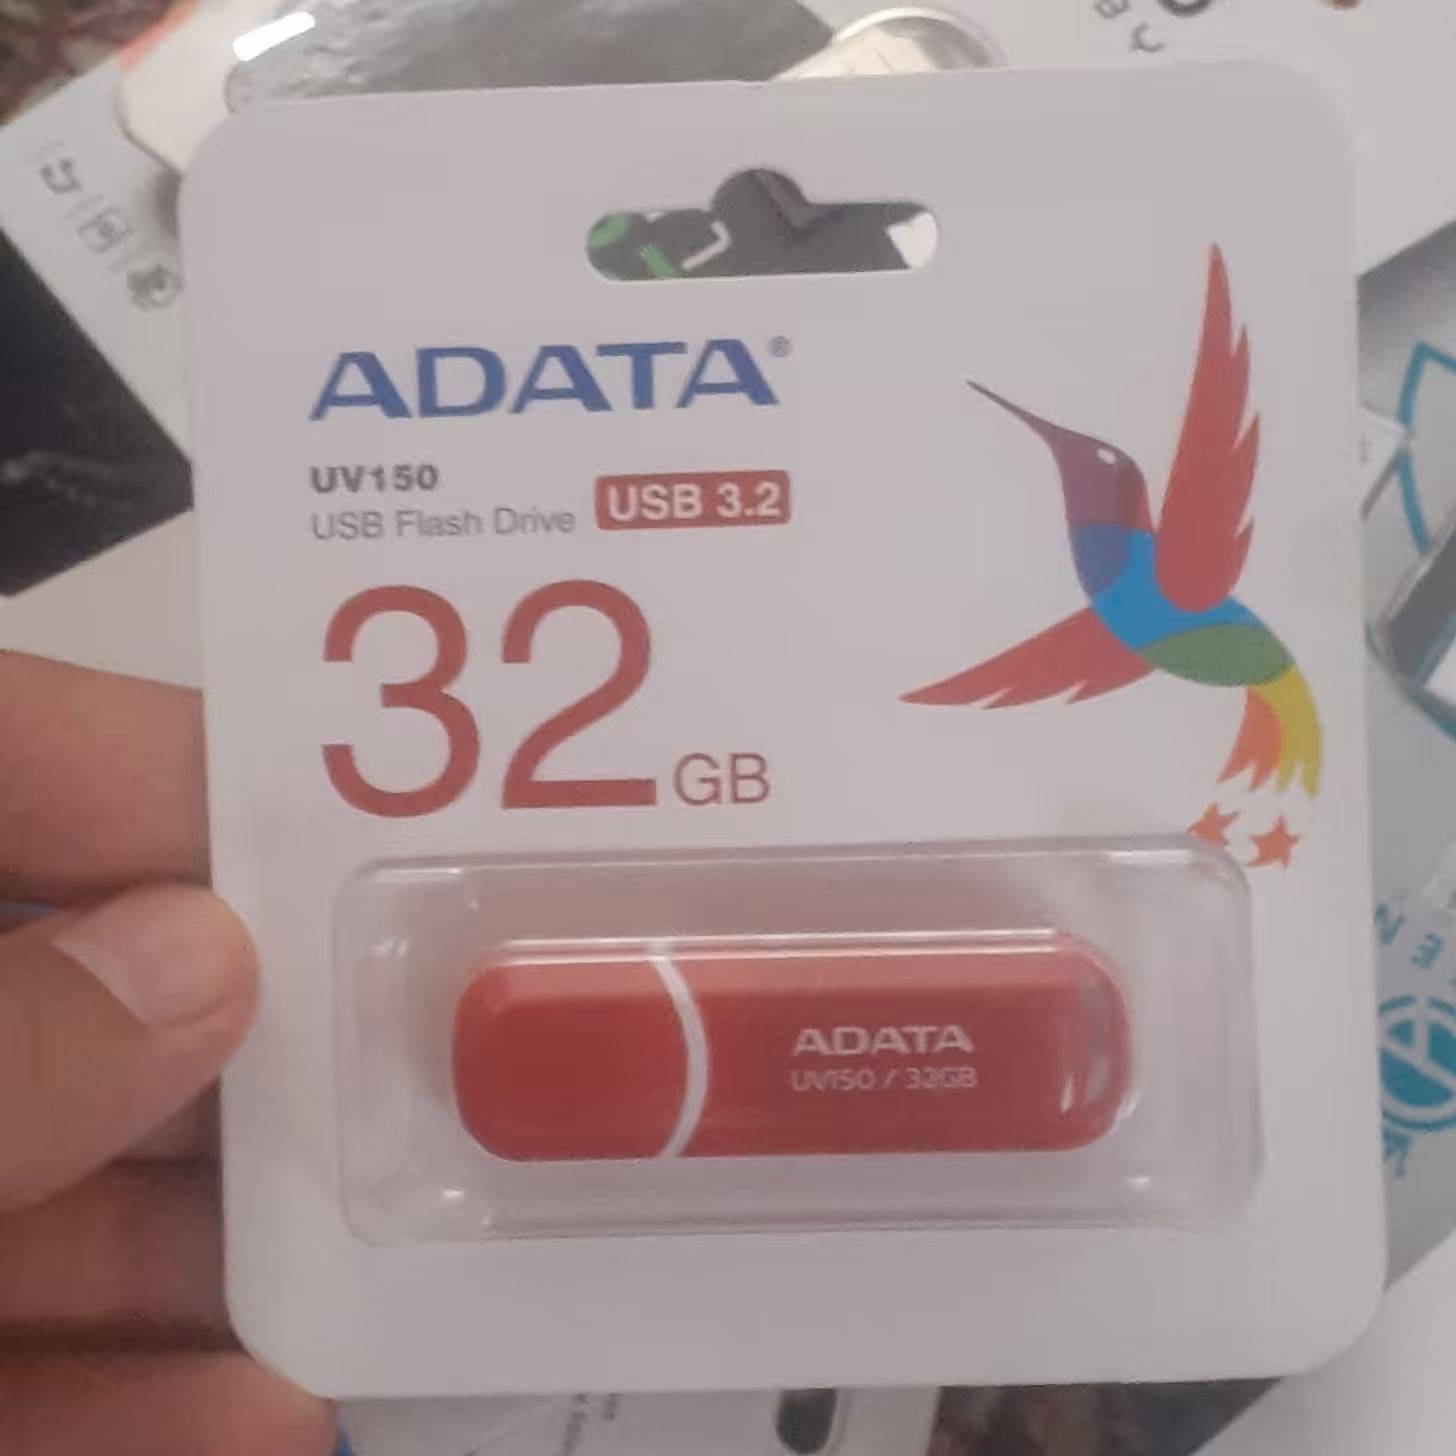 ADATA®
UV150
USB Flash Drive USB 3.2
32 GB
ADATA
UV150 / 32GB